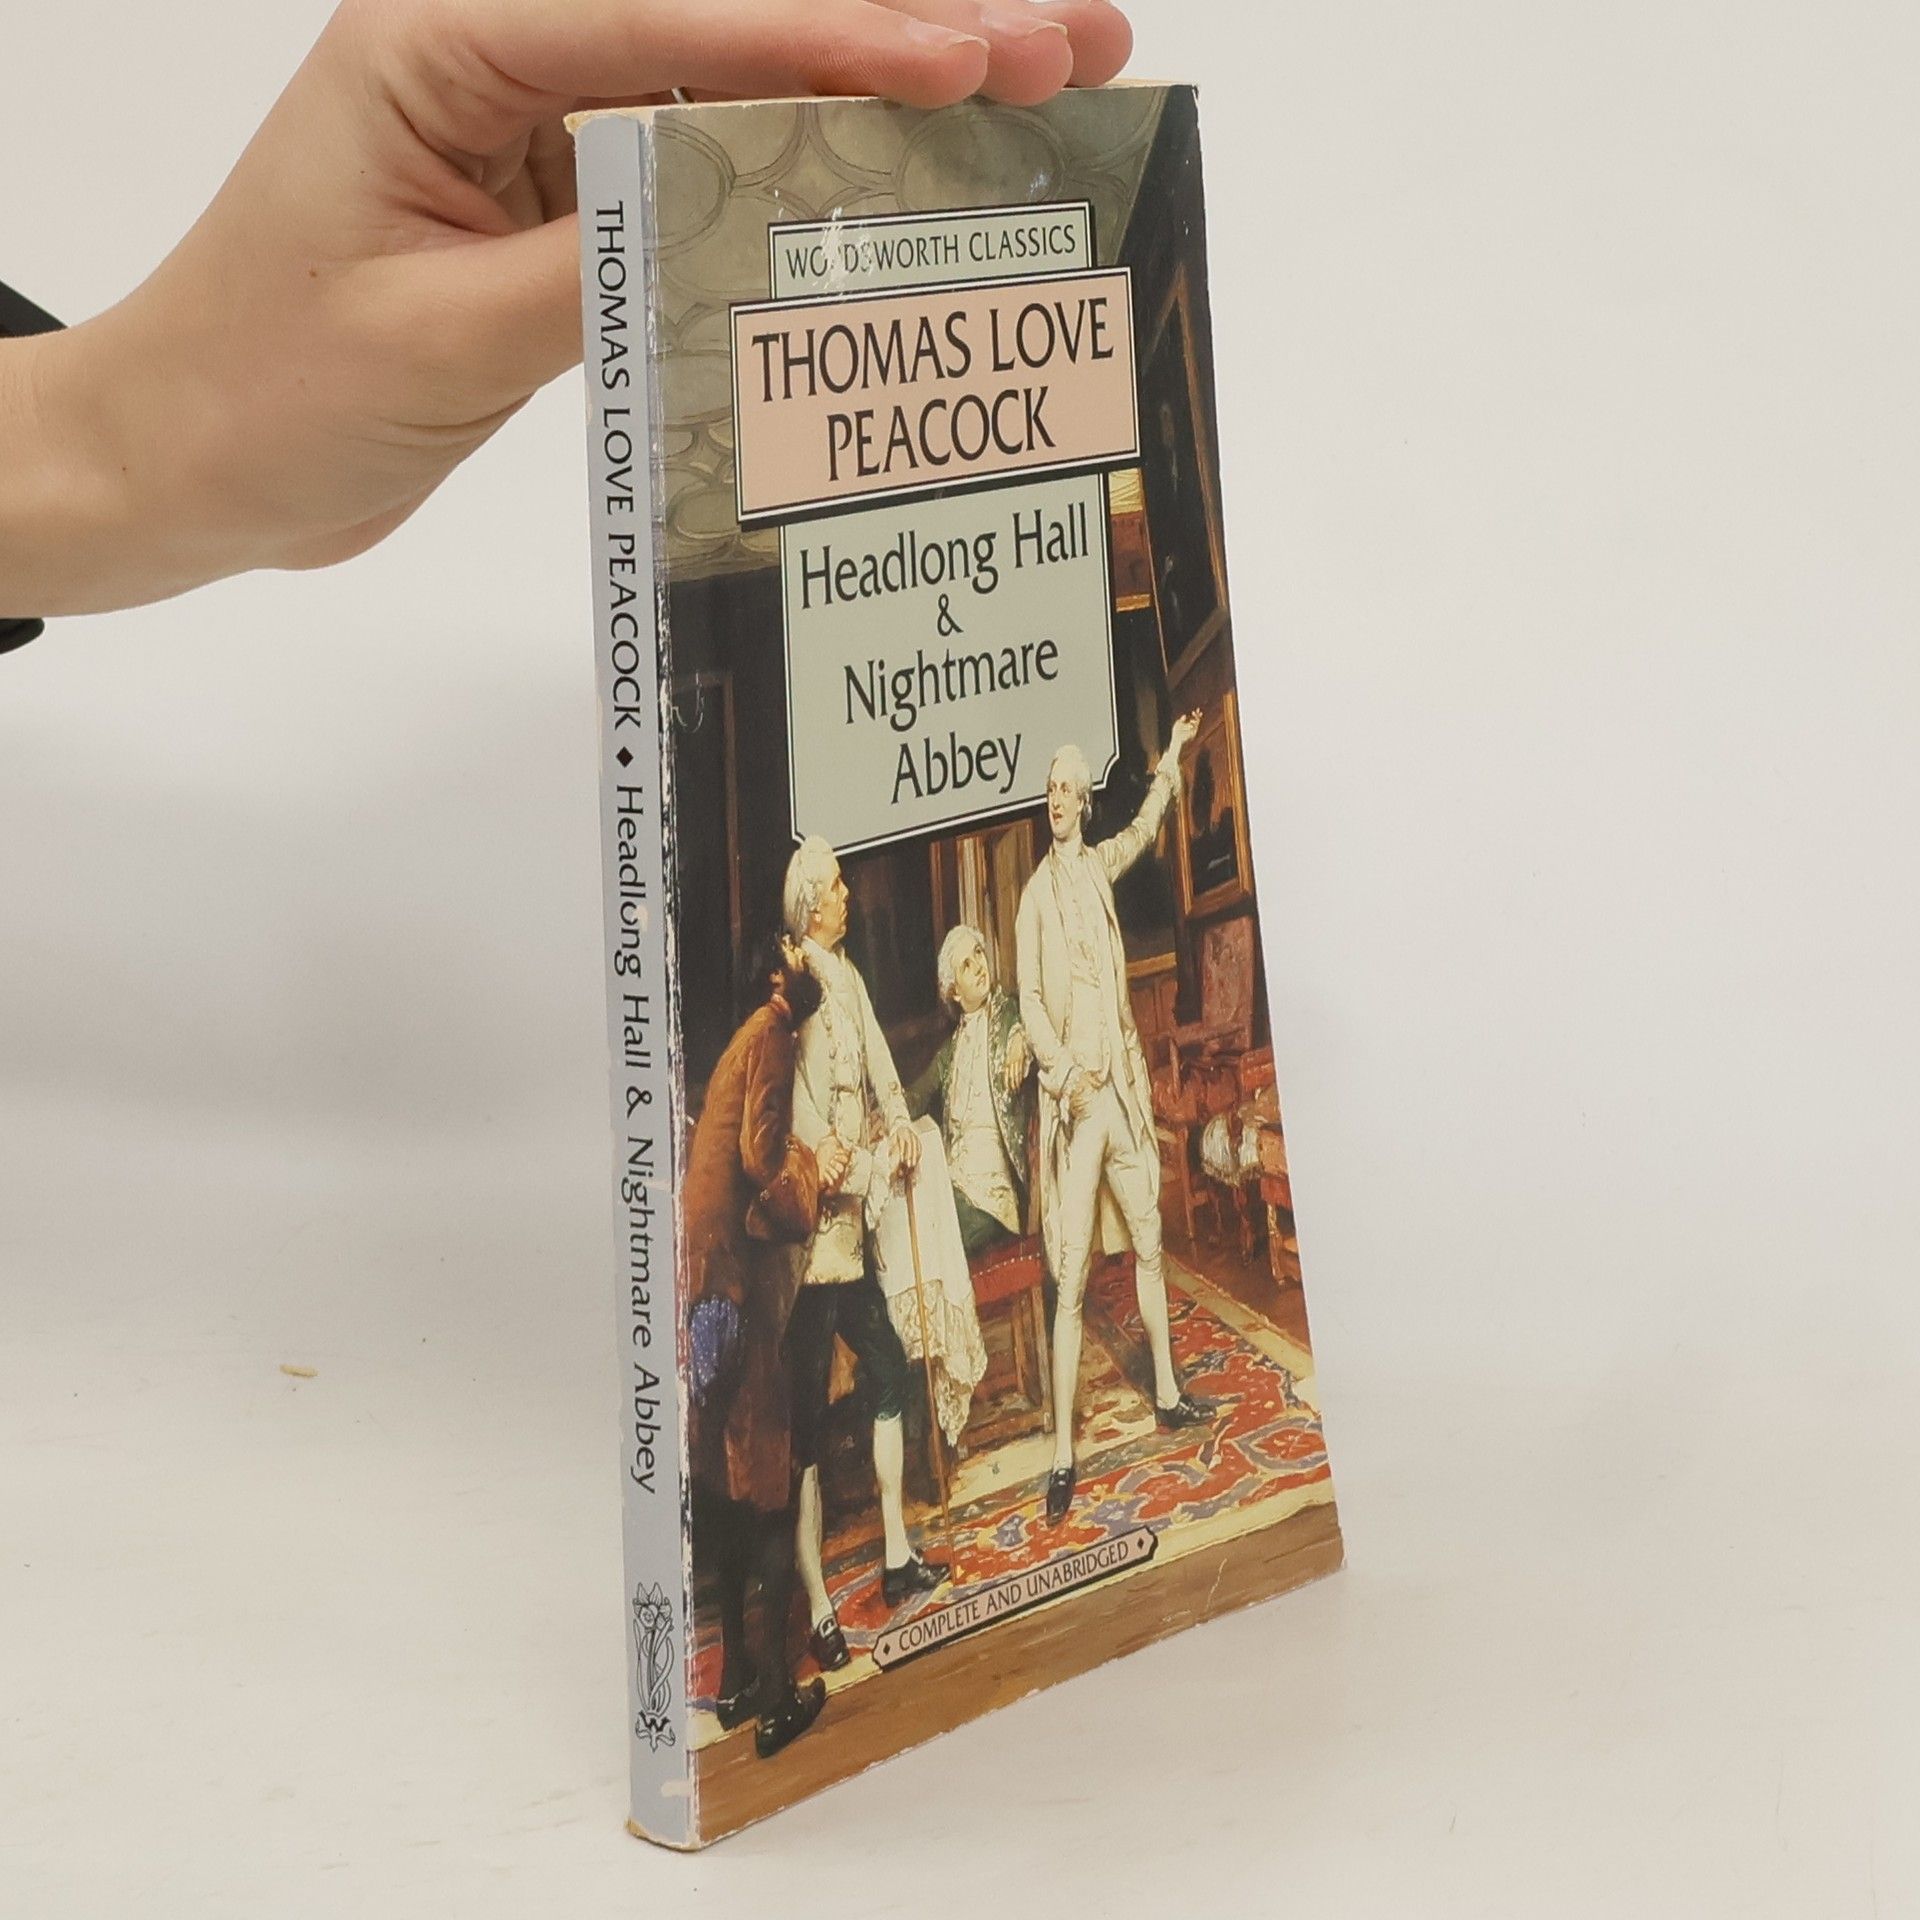 THOMAS LOVE PEACOCK ♦ Headlong Hall & Nightmare Abbey
W
WORDSWORTH CLASSICS
THOMAS LOVE
PEACOCK
Headlong Hall
&
Nightmare
Abbey
♦ COMPLETE AND UNABRIDGED ♦